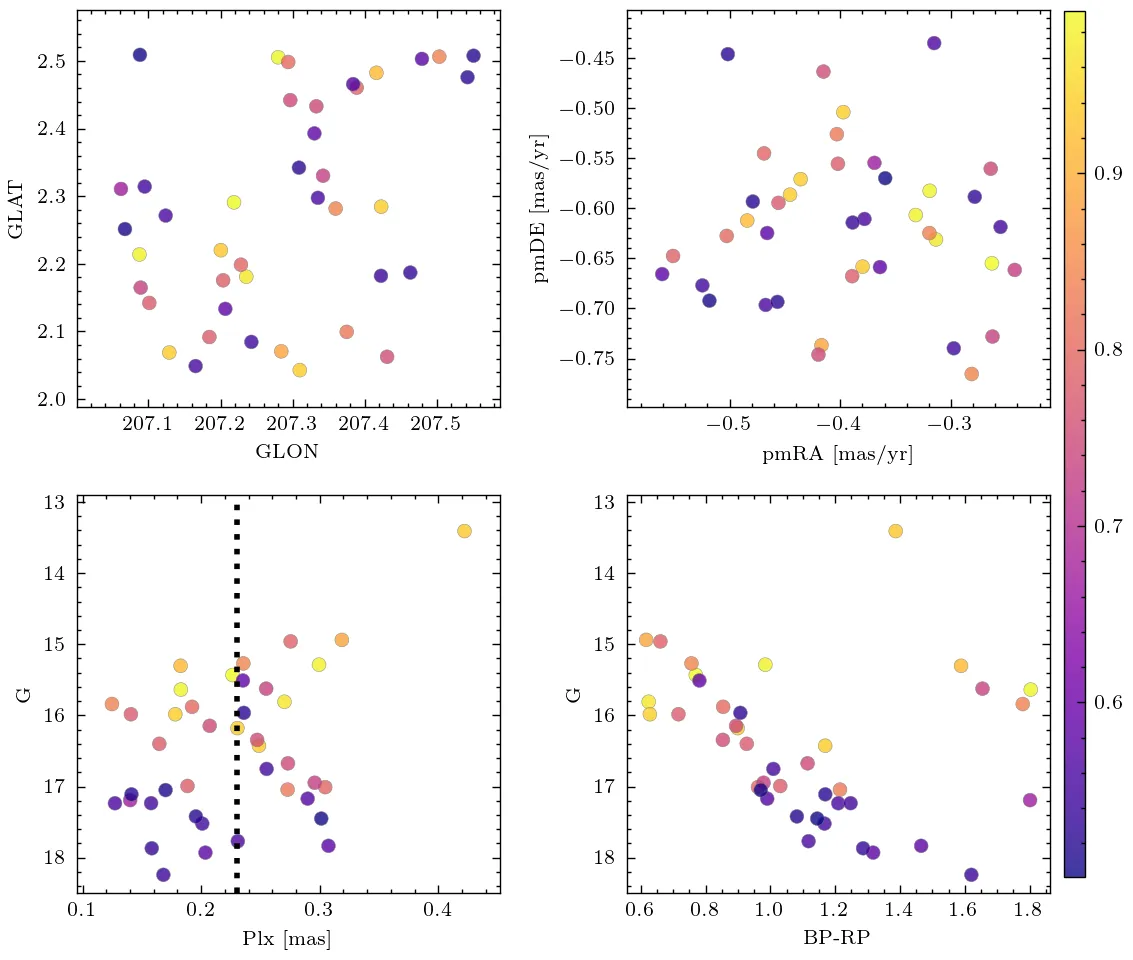 2.5
2.4
2.3
2.2
2.1
2.0
GLAT
207.1 207.2 207.3 207.4 207.5
GLON
−0.45
−0.50
−0.55
−0.60
−0.65
−0.70
−0.75
pmDE [mas/yr]
−0.5 −0.4 −0.3
pmRA [mas/yr]
0.9
0.8
0.7
0.6
13
14
15
16
17
18
G
0.1 0.2 0.3 0.4
Plx [mas]
13
14
15
16
17
18
G
0.6 0.8 1.0 1.2 1.4 1.6 1.8
BP-RP